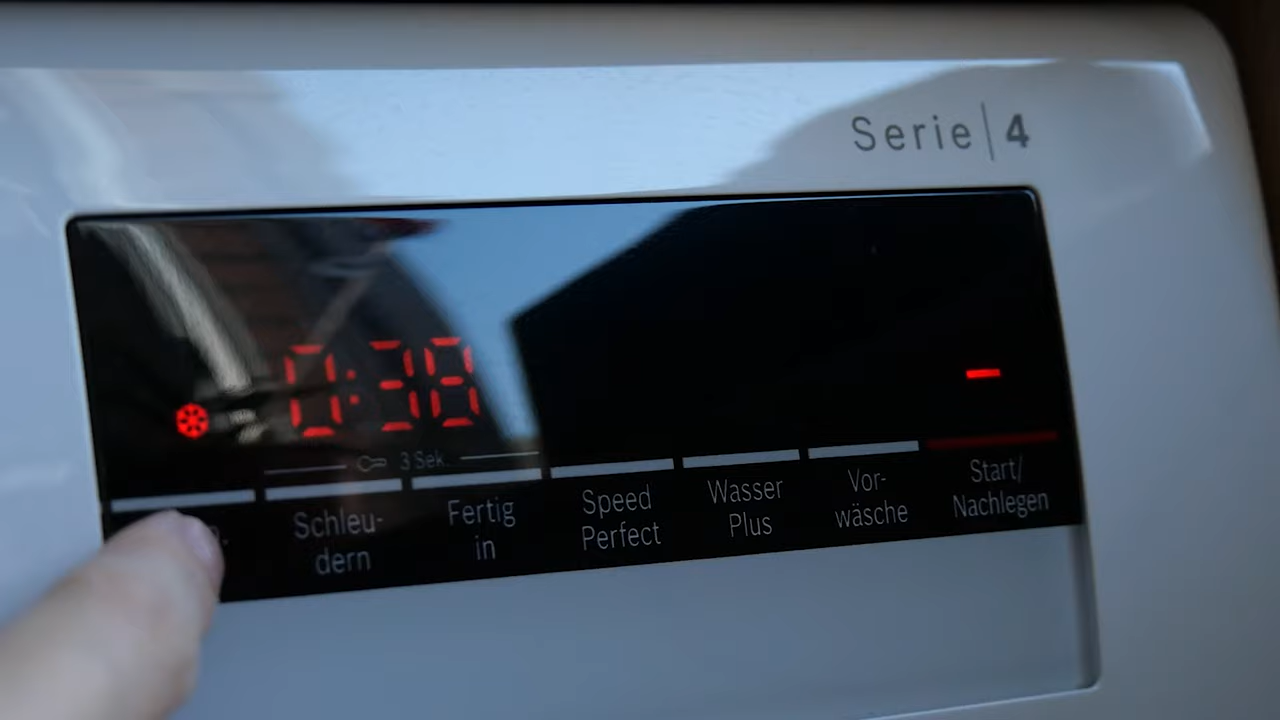 Serie | 4
0:38
3 Sek.
Schleu-
dern
Fertig
in
Speed
Perfect
Wasser
Plus
Vor-
wäsche
Start/
Nachlegen